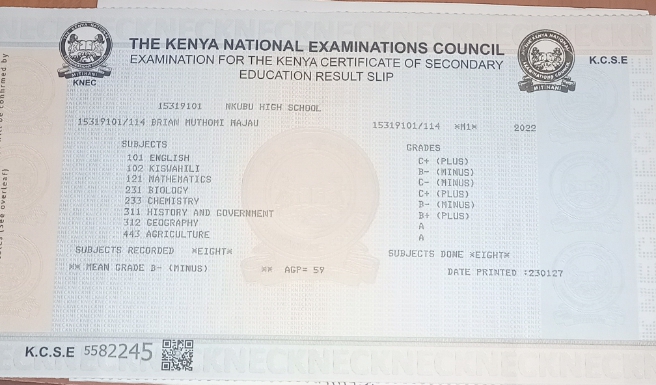 THE KENYA NATIONAL EXAMINATIONS COUNCIL
EXAMINATION FOR THE KENYA CERTIFICATE OF SECONDARY
EDUCATION RESULT SLIP
K.C.S.E
KNEC
15319101 NKUBU HIGH SCHOOL
15319101/114 BRIAN MUTHOMI MAJAU 15319101/114 *M1* 2022
SUBJECTS GRADES
101 ENGLISH C+ (PLUS)
102 KISWAHILI B- (MINUS)
121 MATHEMATICS C- (MINUS)
231 BIOLOGY C+ (PLUS)
233 CHEMISTRY B- (MINUS)
311 HISTORY AND GOVERNMENT B+ (PLUS)
312 GEOGRAPHY A
443 AGRICULTURE A
SUBJECTS RECORDED *EIGHT* SUBJECTS DONE *EIGHT*
** MEAN GRADE B- (MINUS) ** AGP= 59 DATE PRINTED :230127
K.C.S.E 5582245